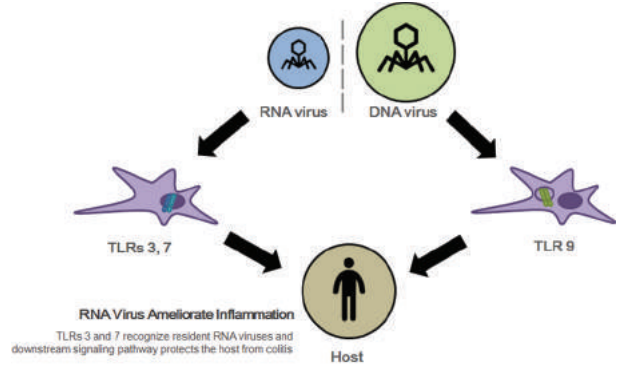 RNA virus
DNA virus
TLRs 3, 7
TLR 9
RNA Virus Ameliorate Inflammation
TLRs 3 and 7 recognize resident RNA viruses and
downstream signaling pathway protects the host from colitis
Host